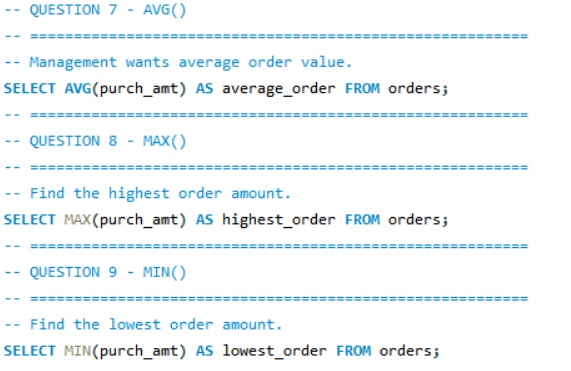 -- QUESTION 7 - AVG()
-- =========================================================
-- Management wants average order value.
SELECT AVG(purch_amt) AS average_order FROM orders;
-- =========================================================
-- QUESTION 8 - MAX()
-- =========================================================
-- Find the highest order amount.
SELECT MAX(purch_amt) AS highest_order FROM orders;
-- =========================================================
-- QUESTION 9 - MIN()
-- =========================================================
-- Find the lowest order amount.
SELECT MIN(purch_amt) AS lowest_order FROM orders;